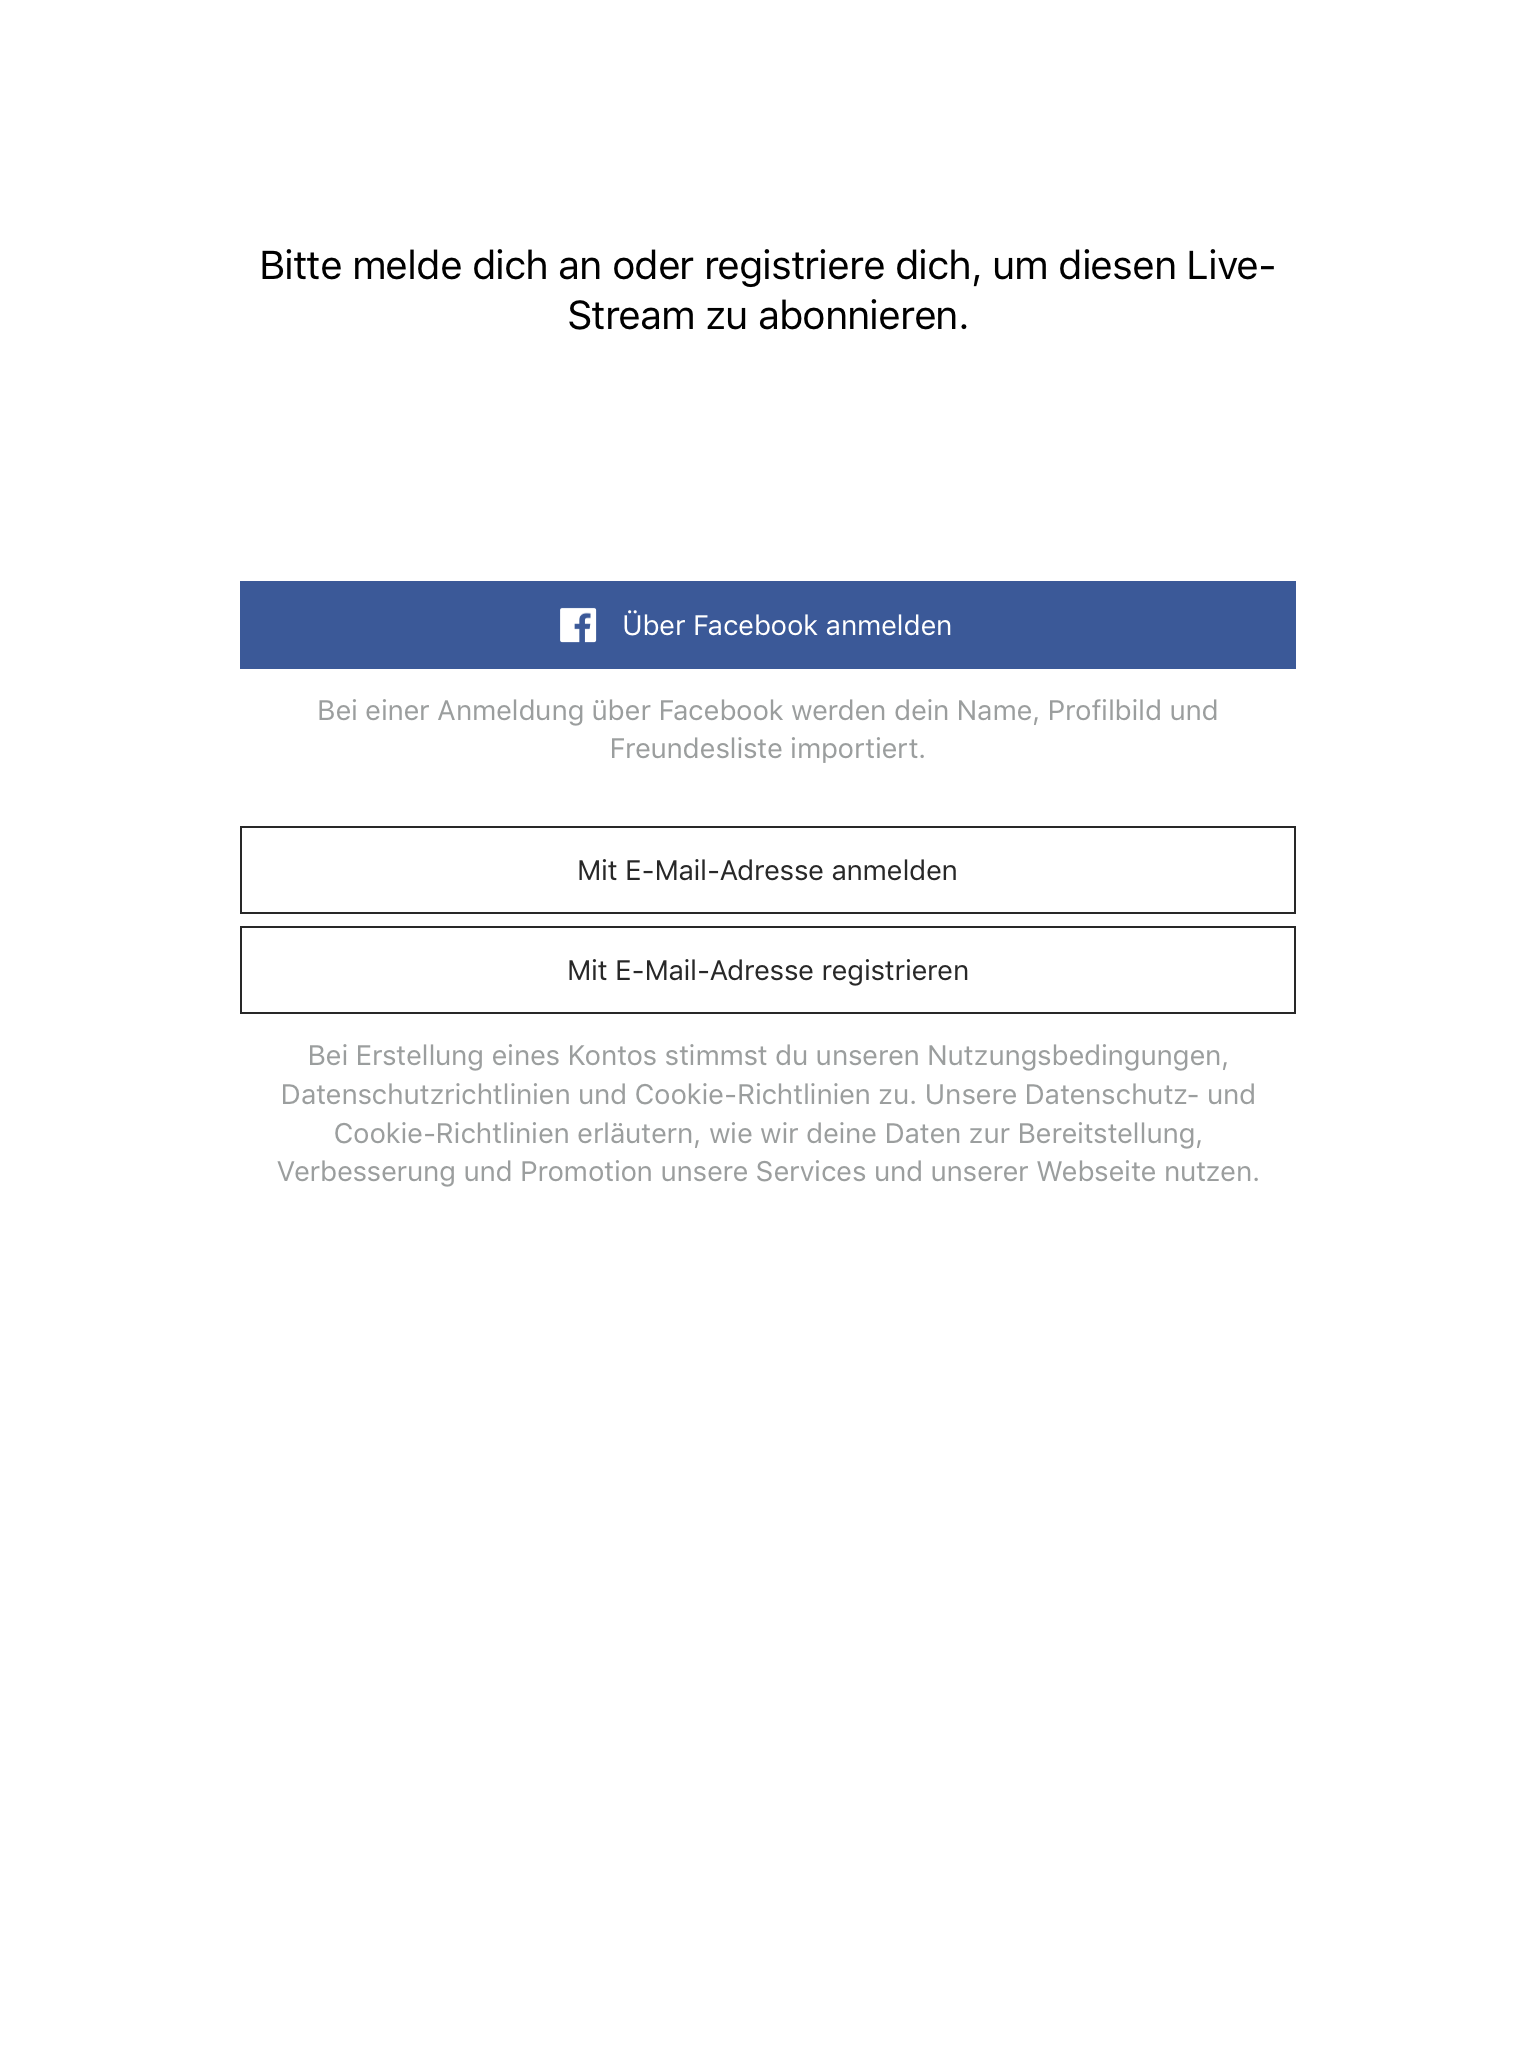 Bitte melde dich an oder registriere dich, um diesen Live-
Stream zu abonnieren.
Über Facebook anmelden
Bei einer Anmeldung über Facebook werden dein Name, Profilbild und
Freundesliste importiert.
Mit E-Mail-Adresse anmelden
Mit E-Mail-Adresse registrieren
Bei Erstellung eines Kontos stimmst du unseren Nutzungsbedingungen,
Datenschutzrichtlinien und Cookie-Richtlinien zu. Unsere Datenschutz- und
Cookie-Richtlinien erläutern, wie wir deine Daten zur Bereitstellung,
Verbesserung und Promotion unsere Services und unserer Webseite nutzen.